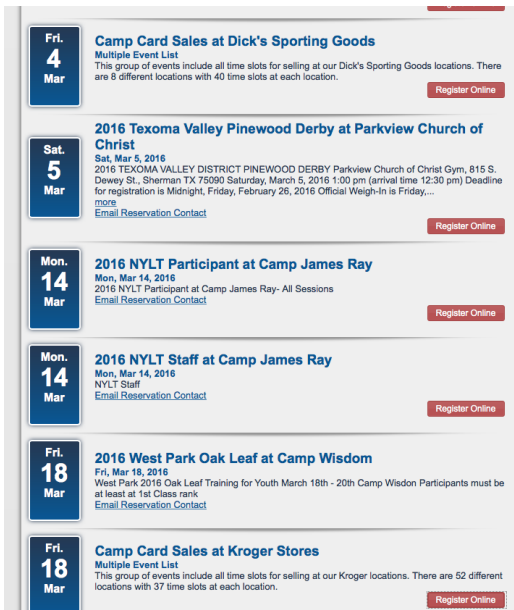 Register Online
Fri.
4
Mar
Camp Card Sales at Dick's Sporting Goods
Multiple Event List
This group of events include all time slots for selling at our Dick's Sporting Goods locations. There
are 8 different locations with 40 time slots at each location.
Register Online
Sat.
5
Mar
2016 Texoma Valley Pinewood Derby at Parkview Church of
Christ
Sat, Mar 5, 2016
2016 TEXOMA VALLEY DISTRICT PINEWOOD DERBY Parkview Church of Christ Gym, 815 S.
Dewey St., Sherman TX 75090 Saturday, March 5, 2016 1:00 pm (arrival time 12:30 pm) Deadline
for registration is Midnight, Friday, February 26, 2016 Official Weigh-In is Friday,...
more
Email Reservation Contact
Register Online
Mon.
14
Mar
2016 NYLT Participant at Camp James Ray
Mon, Mar 14, 2016
2016 NYLT Participant at Camp James Ray- All Sessions
Email Reservation Contact
Register Online
Mon.
14
Mar
2016 NYLT Staff at Camp James Ray
Mon, Mar 14, 2016
NYLT Staff
Email Reservation Contact
Register Online
Fri.
18
Mar
2016 West Park Oak Leaf at Camp Wisdom
Fri, Mar 18, 2016
West Park 2016 Oak Leaf Training for Youth March 18th - 20th Camp Wisdon Participants must be
at least at 1st Class rank
Email Reservation Contact
Fri.
18
Mar
Camp Card Sales at Kroger Stores
Multiple Event List
This group of events include all time slots for selling at our Kroger locations. There are 52 different
locations with 37 time slots at each location.
Register Online